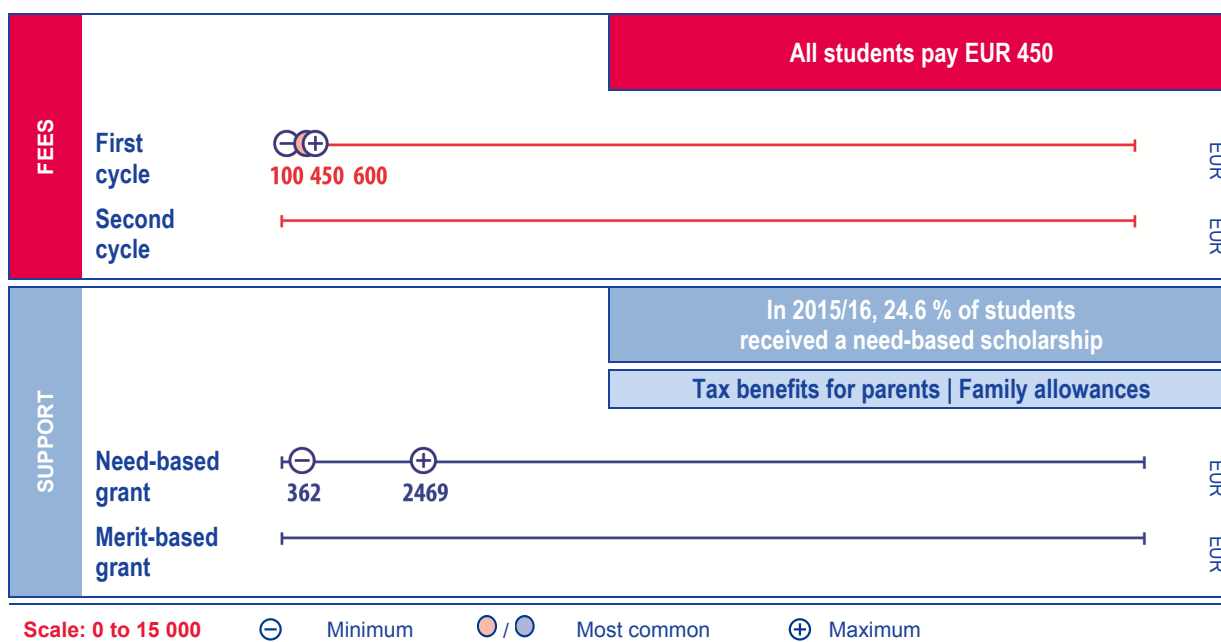 All students pay EUR 450
FEES
First
cycle
100 450 600
EUR
Second
cycle
EUR
In 2015/16, 24.6 % of students
received a need-based scholarship
Tax benefits for parents | Family allowances
SUPPORT
Need-based
grant
362 2469
EUR
Merit-based
grant
EUR
Scale: 0 to 15 000 Minimum / Most common Maximum